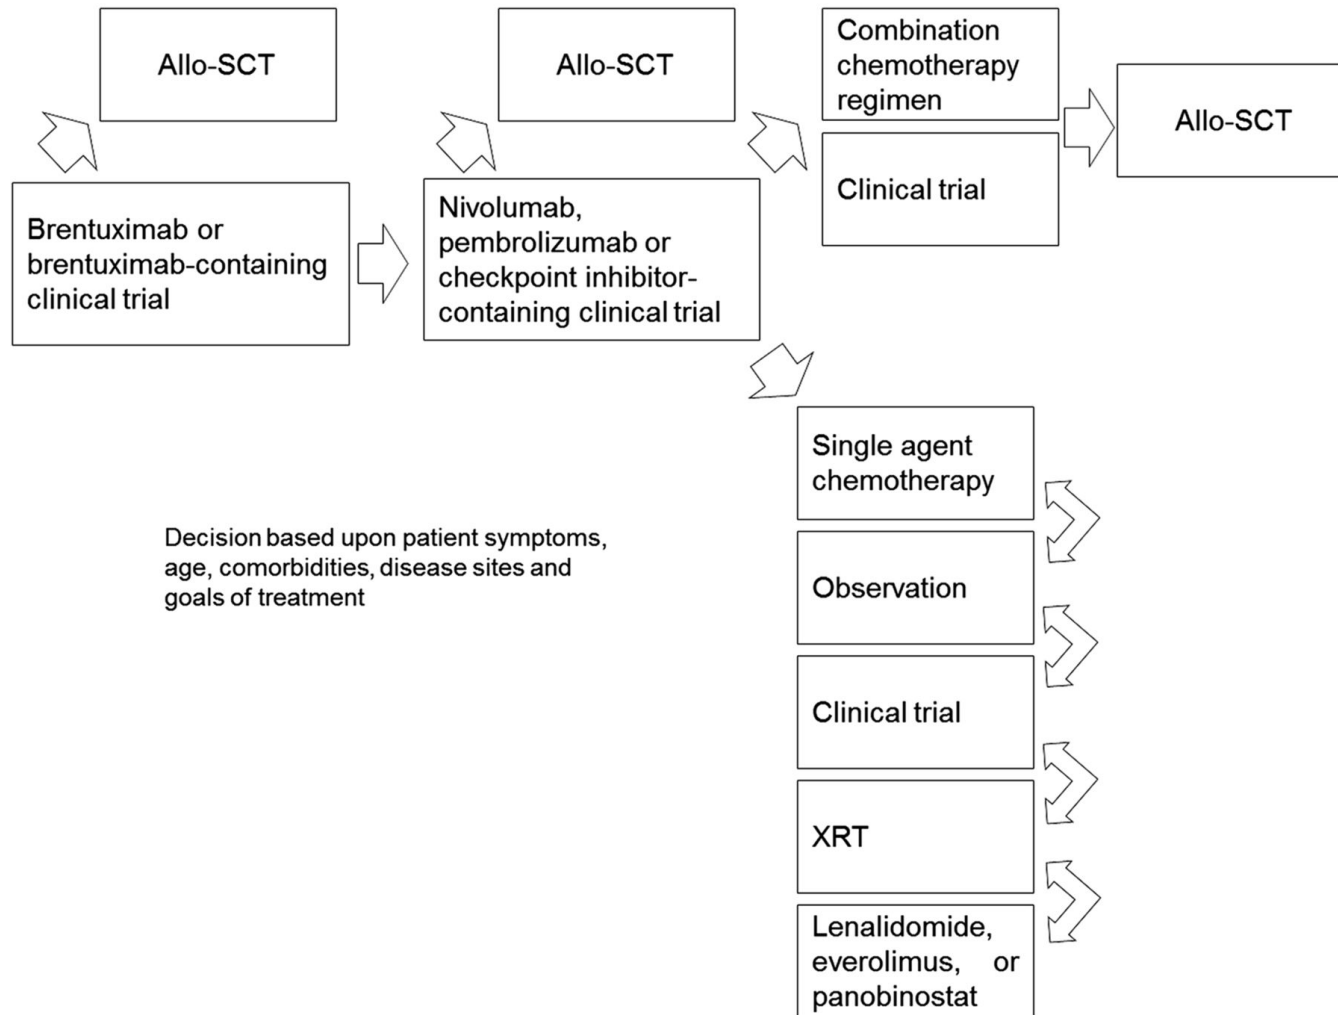 Allo-SCT
Allo-SCT
Combination
chemotherapy
regimen
Allo-SCT
Clinical trial
Brentuximab or
brentuximab-containing
clinical trial
Nivolumab,
pembrolizumab or
checkpoint inhibitor-
containing clinical trial
Single agent
chemotherapy
Decision based upon patient symptoms,
age, comorbidities, disease sites and
goals of treatment
Observation
Clinical trial
XRT
Lenalidomide,
everolimus, or
panobinostat